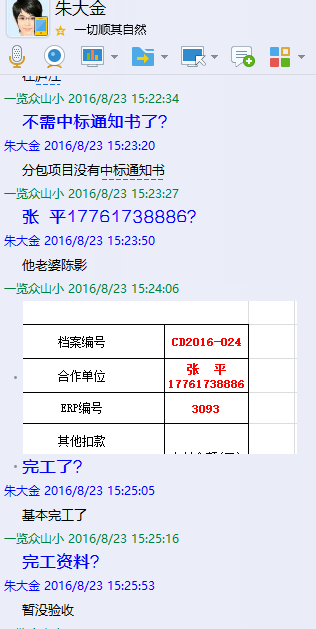 朱大金
一切顺其自然
在庐江
一览众山小 2016/8/23 15:22:34
不需中标通知书了?
朱大金 2016/8/23 15:23:20
分包项目没有中标通知书
一览众山小 2016/8/23 15:23:27
张 平17761738886?
朱大金 2016/8/23 15:23:50
他老婆陈影
一览众山小 2016/8/23 15:24:06
档案编号 CD2016-024
合作单位 张 平
17761738886
ERP编号 3093
其他扣款
完工了?
朱大金 2016/8/23 15:25:05
基本完工了
一览众山小 2016/8/23 15:25:16
完工资料?
朱大金 2016/8/23 15:25:53
暂没验收